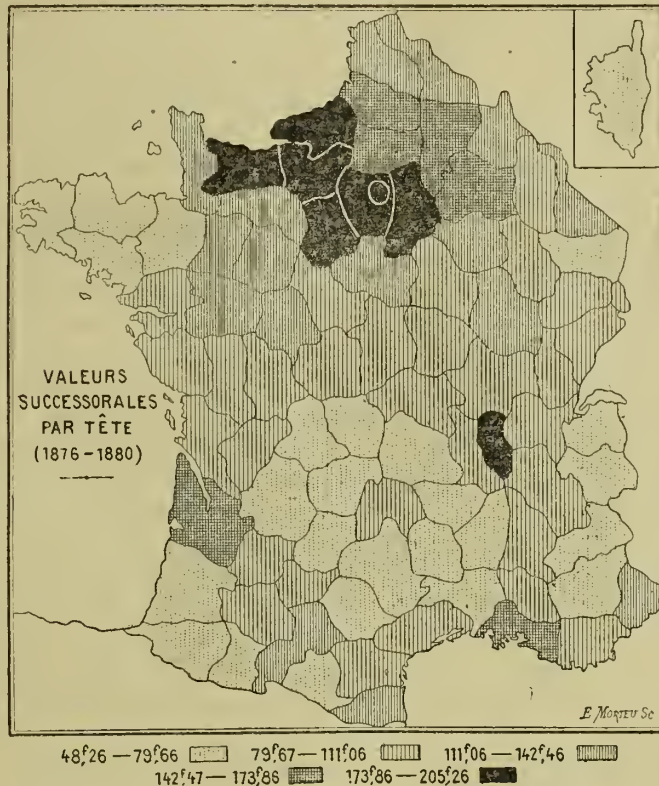 VALEURS
SUCCESSORALES
PAR TÊTE
(1876-1880)
E. MORIEU Sc
48f,26 — 79f,66 79f,67 — 111f,06 111f,06 — 142f,46
142f,47 — 173f,86 173f,86 — 205f,26